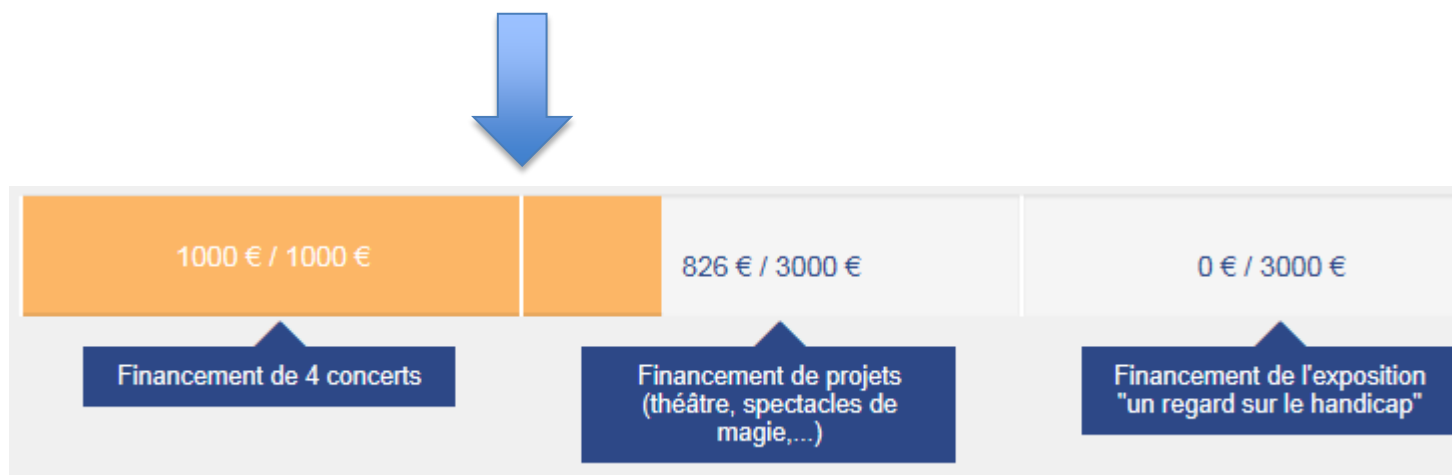 1000 € / 1000 €
826 € / 3000 €
0 € / 3000 €
Financement de 4 concerts
Financement de projets
(théâtre, spectacles de
magie,...)
Financement de l'exposition
"un regard sur le handicap"